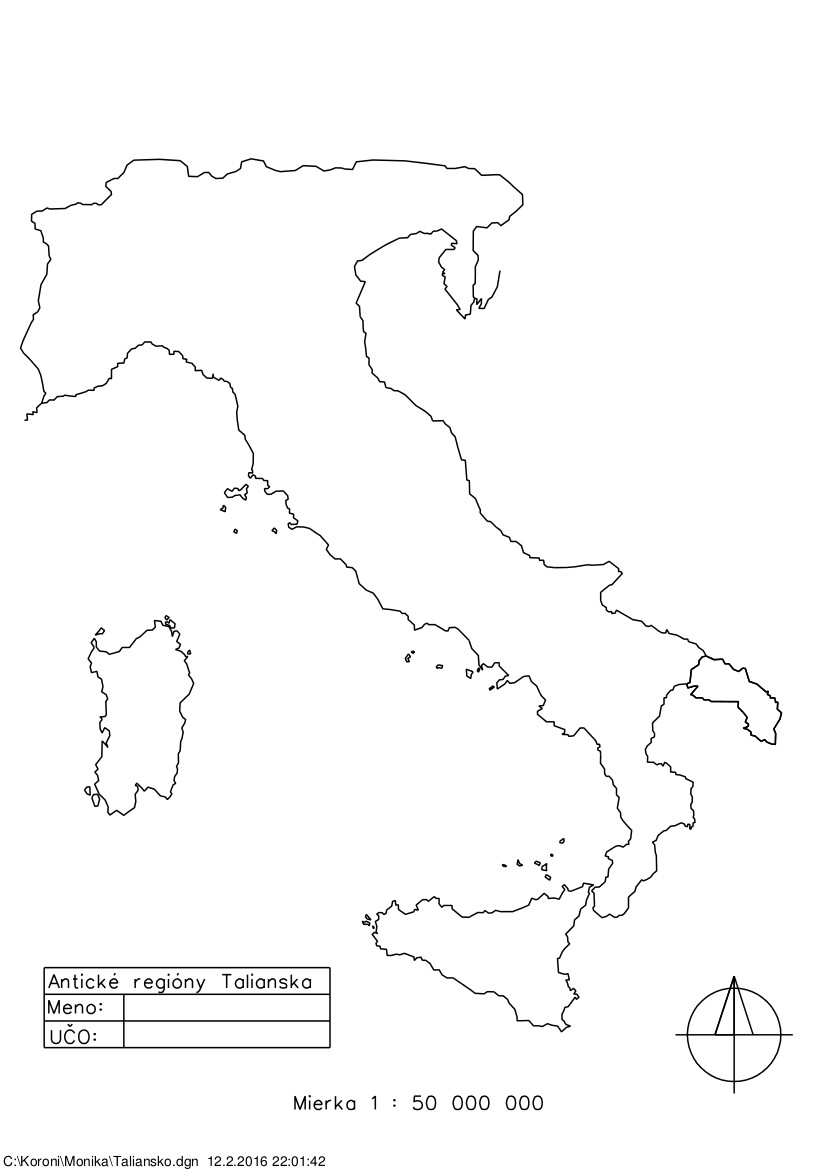 Antické regióny Talianska
Meno:
UČO:
Mierka 1 : 50 000 000
C:\Koroni\Monika\Taliansko.dgn 12.2.2016 22:01:42